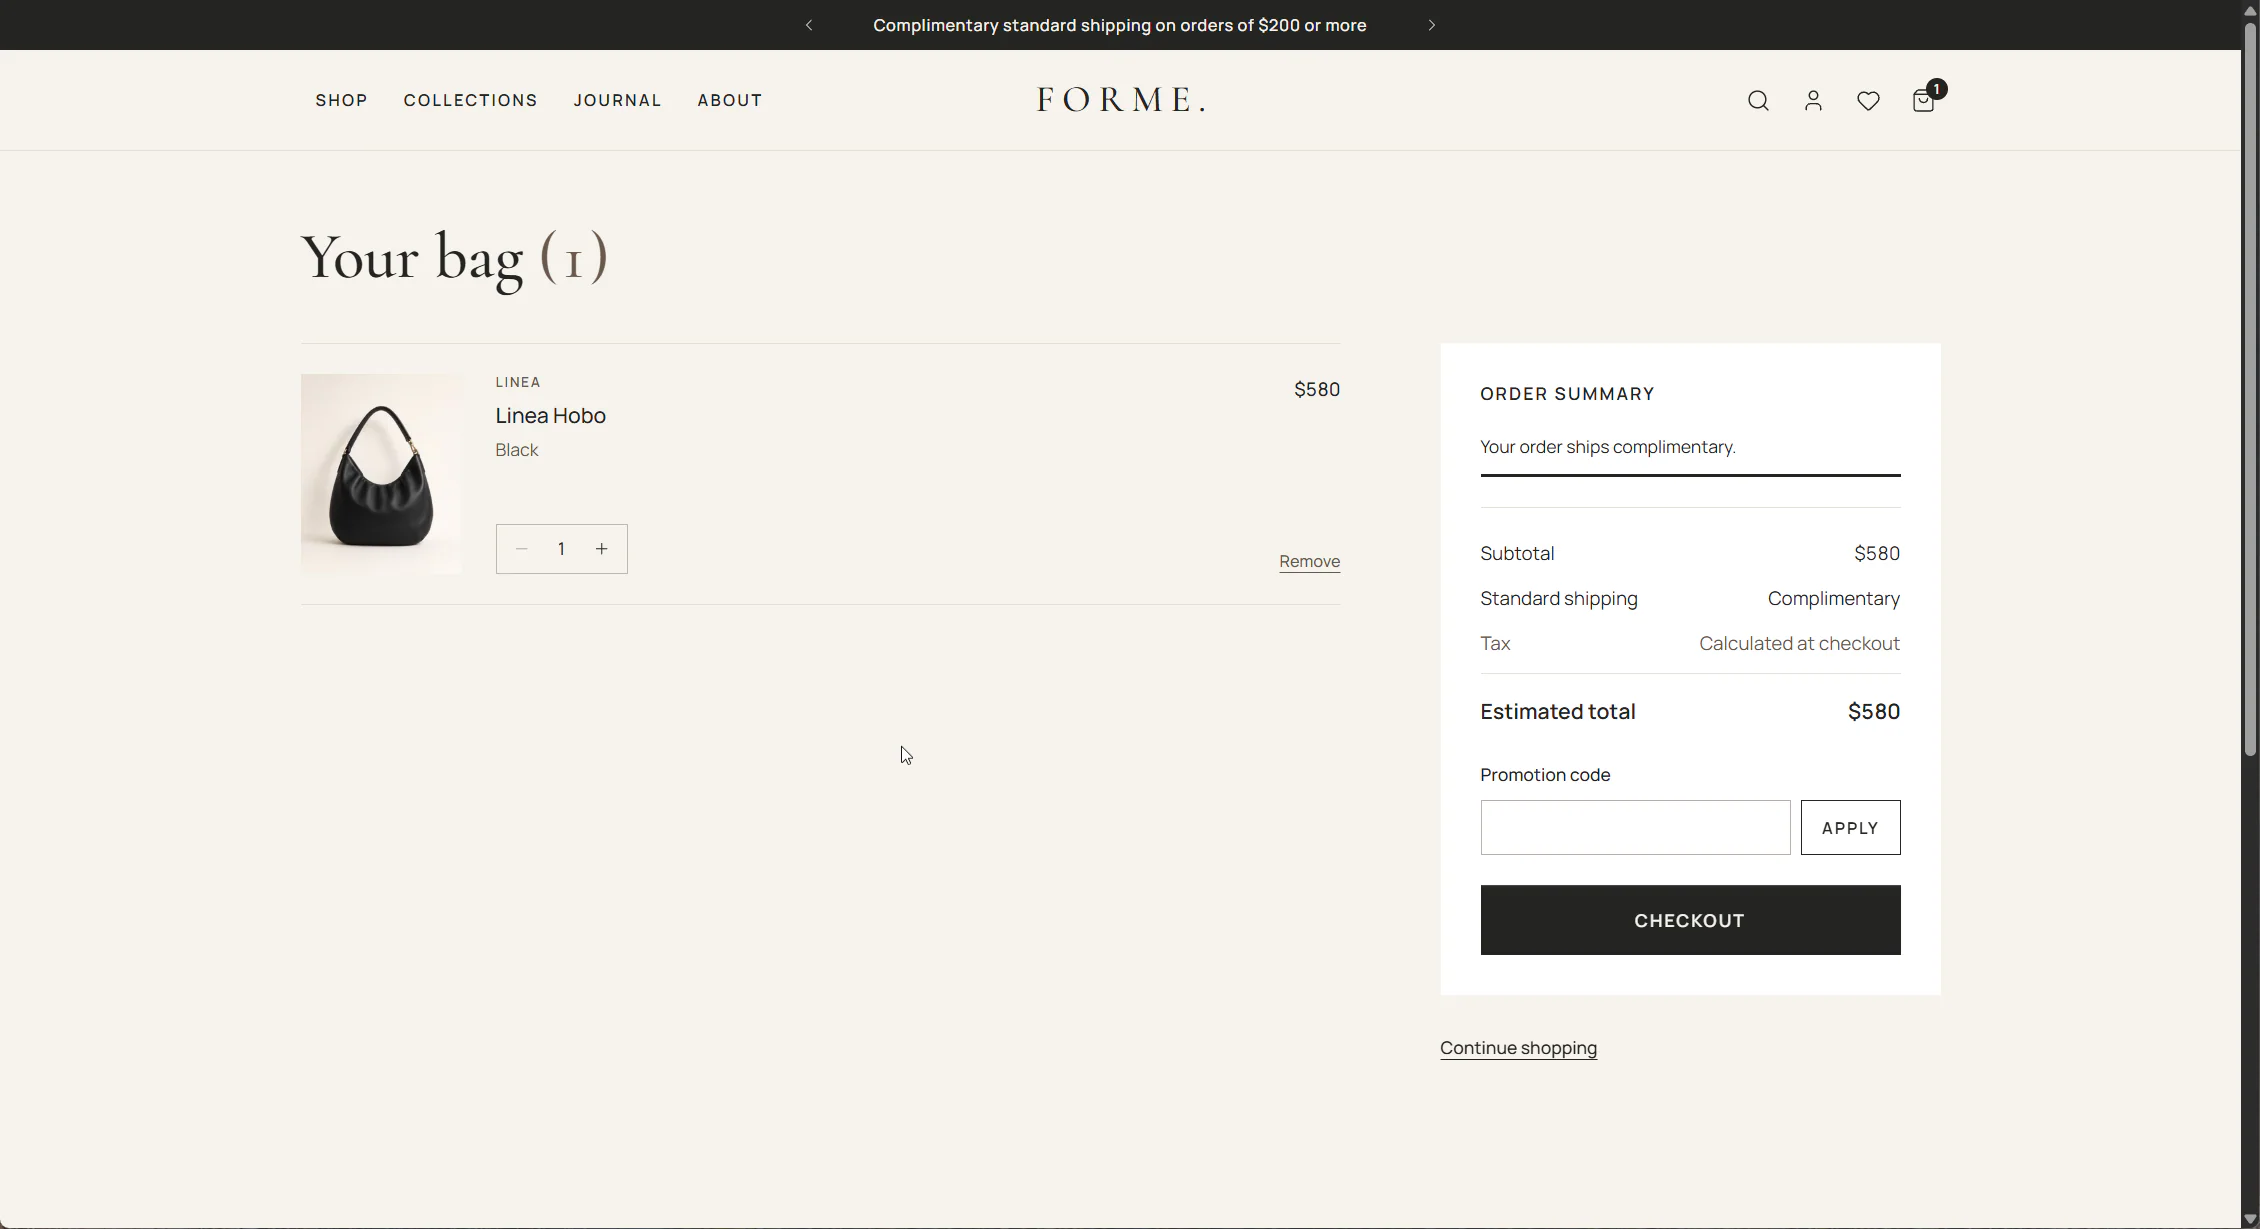 Complimentary standard shipping on orders of $200 or more
SHOP COLLECTIONS JOURNAL ABOUT
FORME.
1
Your bag (1)
LINEA
Linea Hobo
Black
$580
1
Remove
ORDER SUMMARY
Your order ships complimentary.
Subtotal $580
Standard shipping Complimentary
Tax Calculated at checkout
Estimated total $580
Promotion code
APPLY
CHECKOUT
Continue shopping